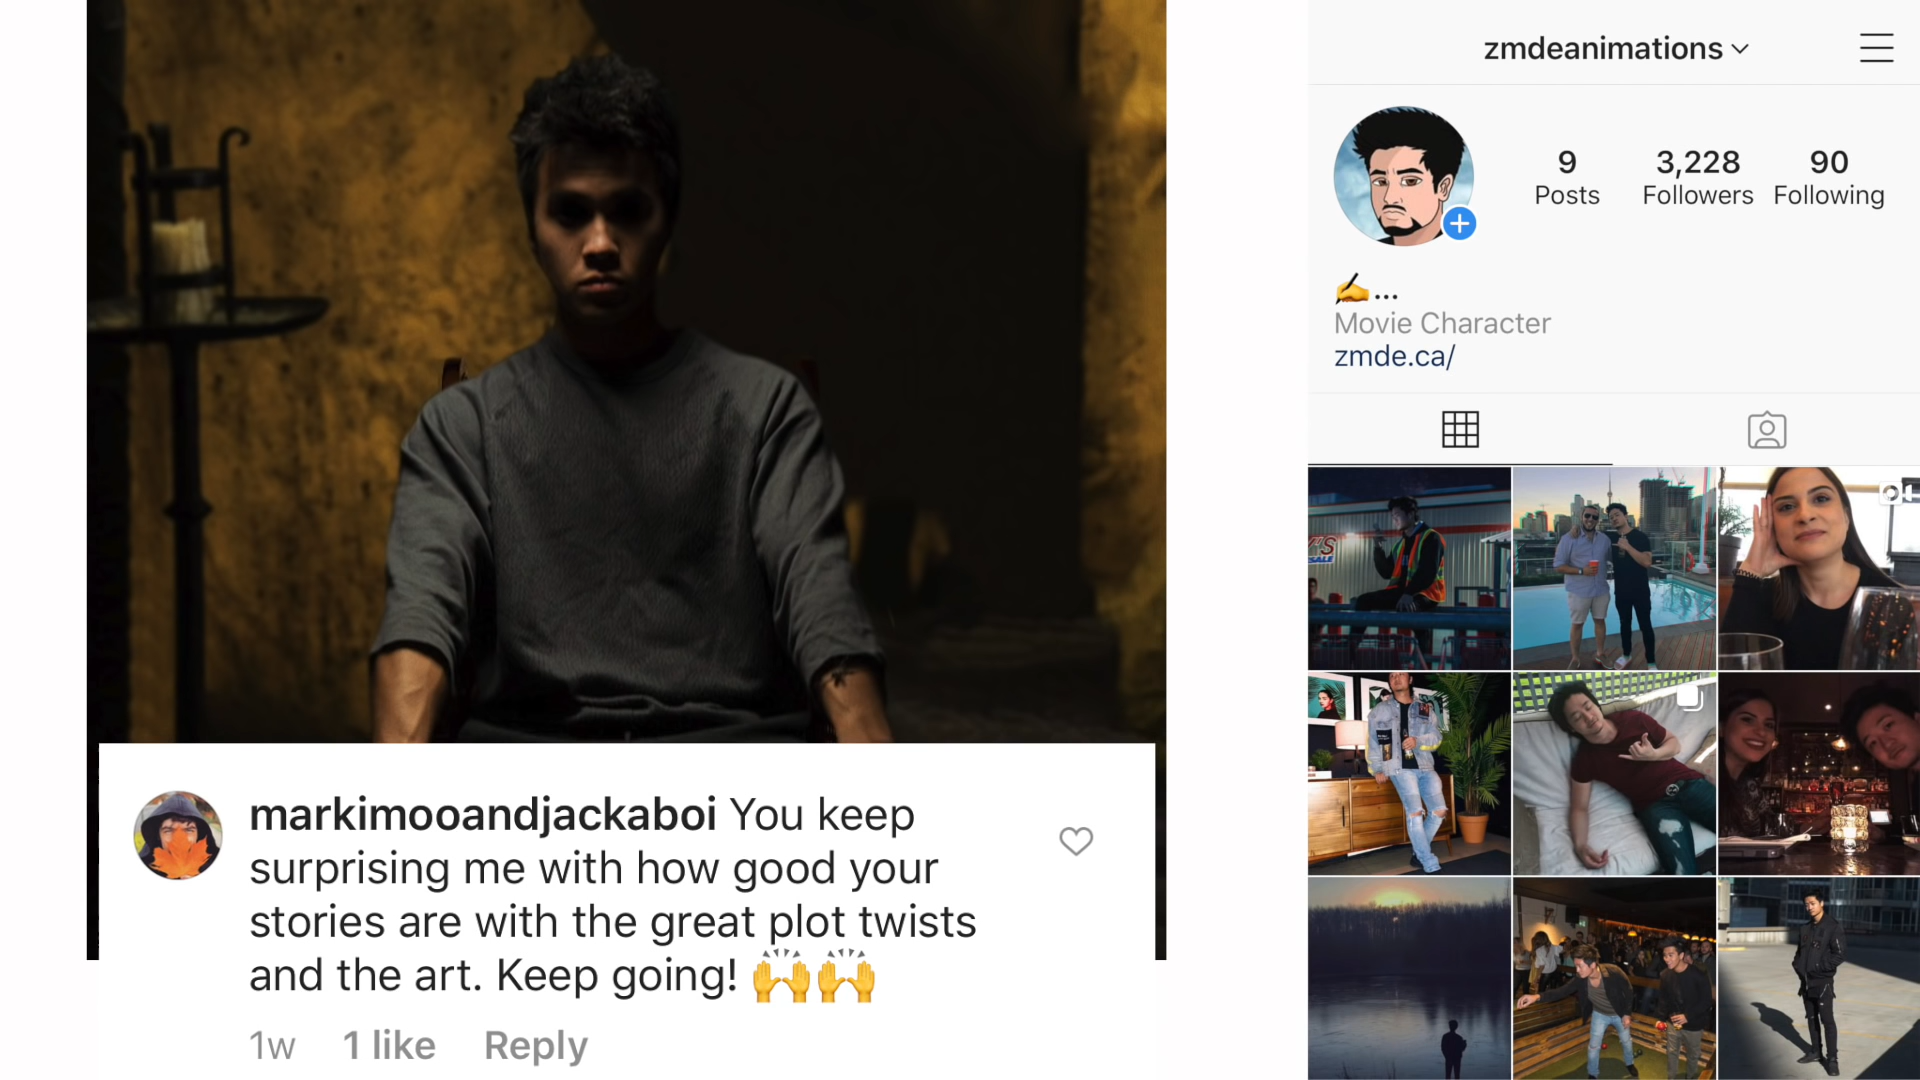 markimooandjackaboi You keep
surprising me with how good your
stories are with the great plot twists
and the art. Keep going! 🙌🙌
1w 1 like Reply
zmdeanimations
9 3,228 90
Posts Followers Following
✍️...
Movie Character
zmde.ca/
'S
SALE